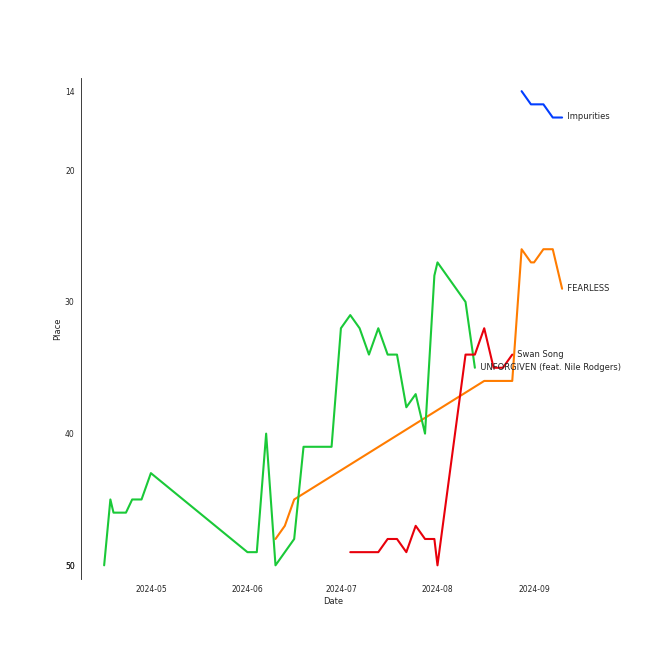 14
Impurities
20
FEARLESS
30
Place
Swan Song
UNFORGIVEN (feat. Nile Rodgers)
40
50
2024-05
2024-06
2024-07
2024-08
2024-09
Date